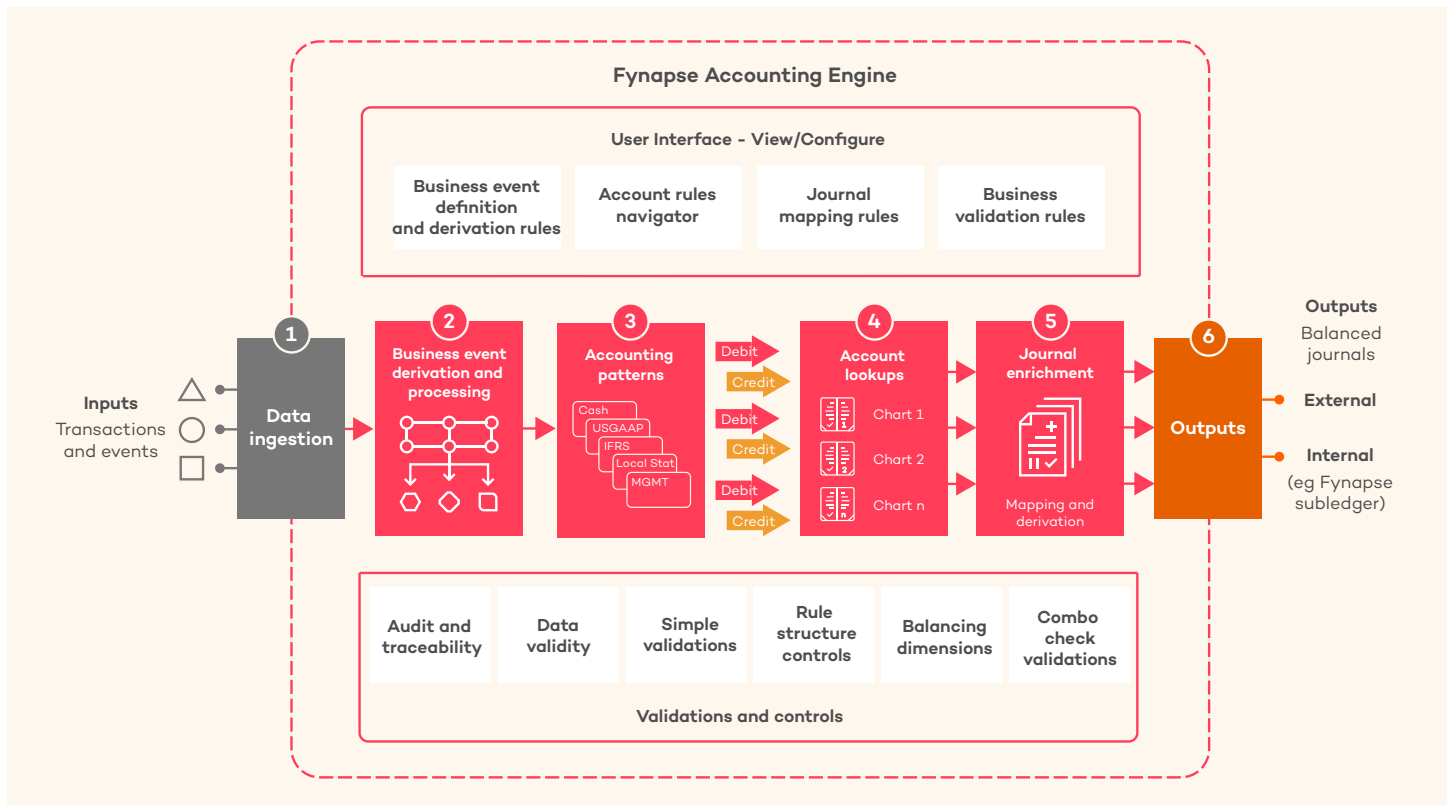 Fynapse Accounting Engine
User Interface - View/Configure
Business event
definition
and derivation rules
Account rules
navigator
Journal
mapping rules
Business
validation rules
Inputs
Transactions
and events
1
Data
ingestion
2
Business event
derivation and
processing
3
Accounting
patterns
Cash
USGAAP
IFRS
Local Stat
MGMT
Debit
Credit
Debit
Credit
Debit
Credit
4
Account
lookups
Chart 1
Chart 2
Chart n
5
Journal
enrichment
Mapping and
derivation
6
Outputs
Outputs
Balanced
journals
External
Internal
(eg Fynapse
subledger)
Audit and
traceability
Data
validity
Simple
validations
Rule
structure
controls
Balancing
dimensions
Combo
check
validations
Validations and controls